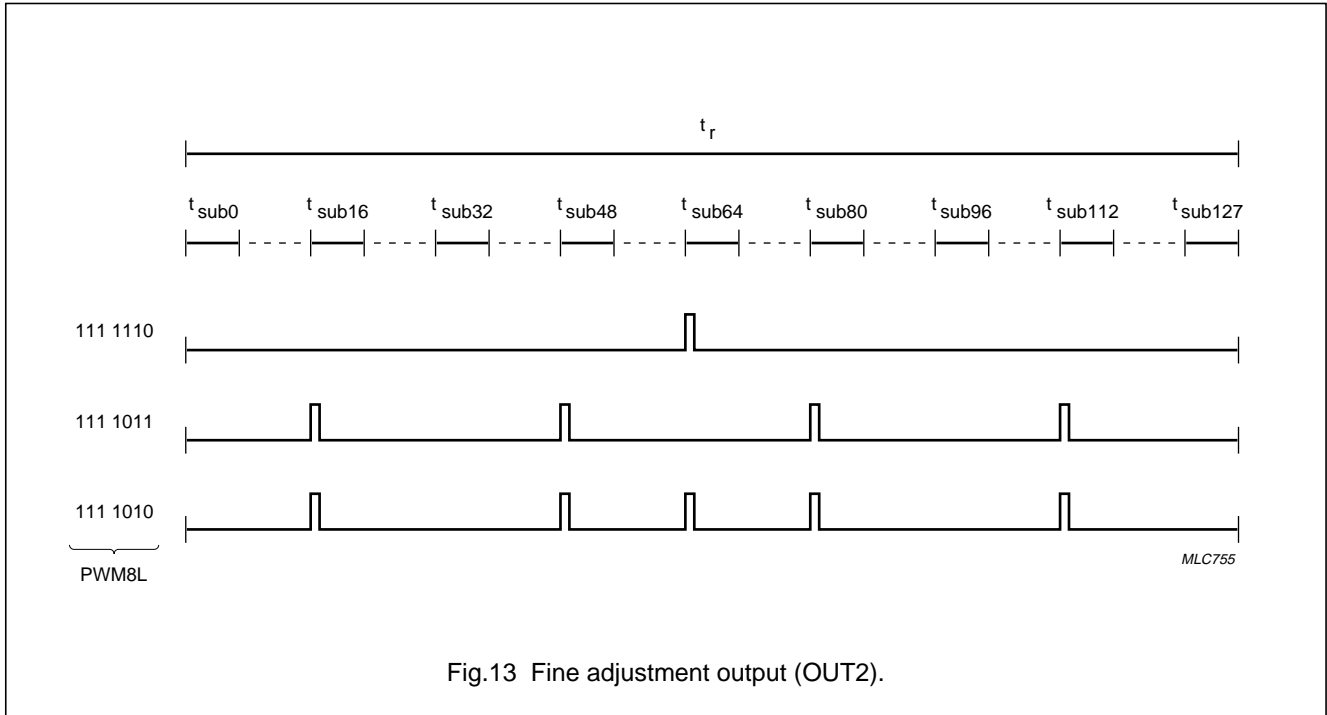 t r
t sub0 t sub16 t sub32 t sub48 t sub64 t sub80 t sub96 t sub112 t sub127
111 1110
111 1011
111 1010
PWM8L
MLC755
Fig.13 Fine adjustment output (OUT2).